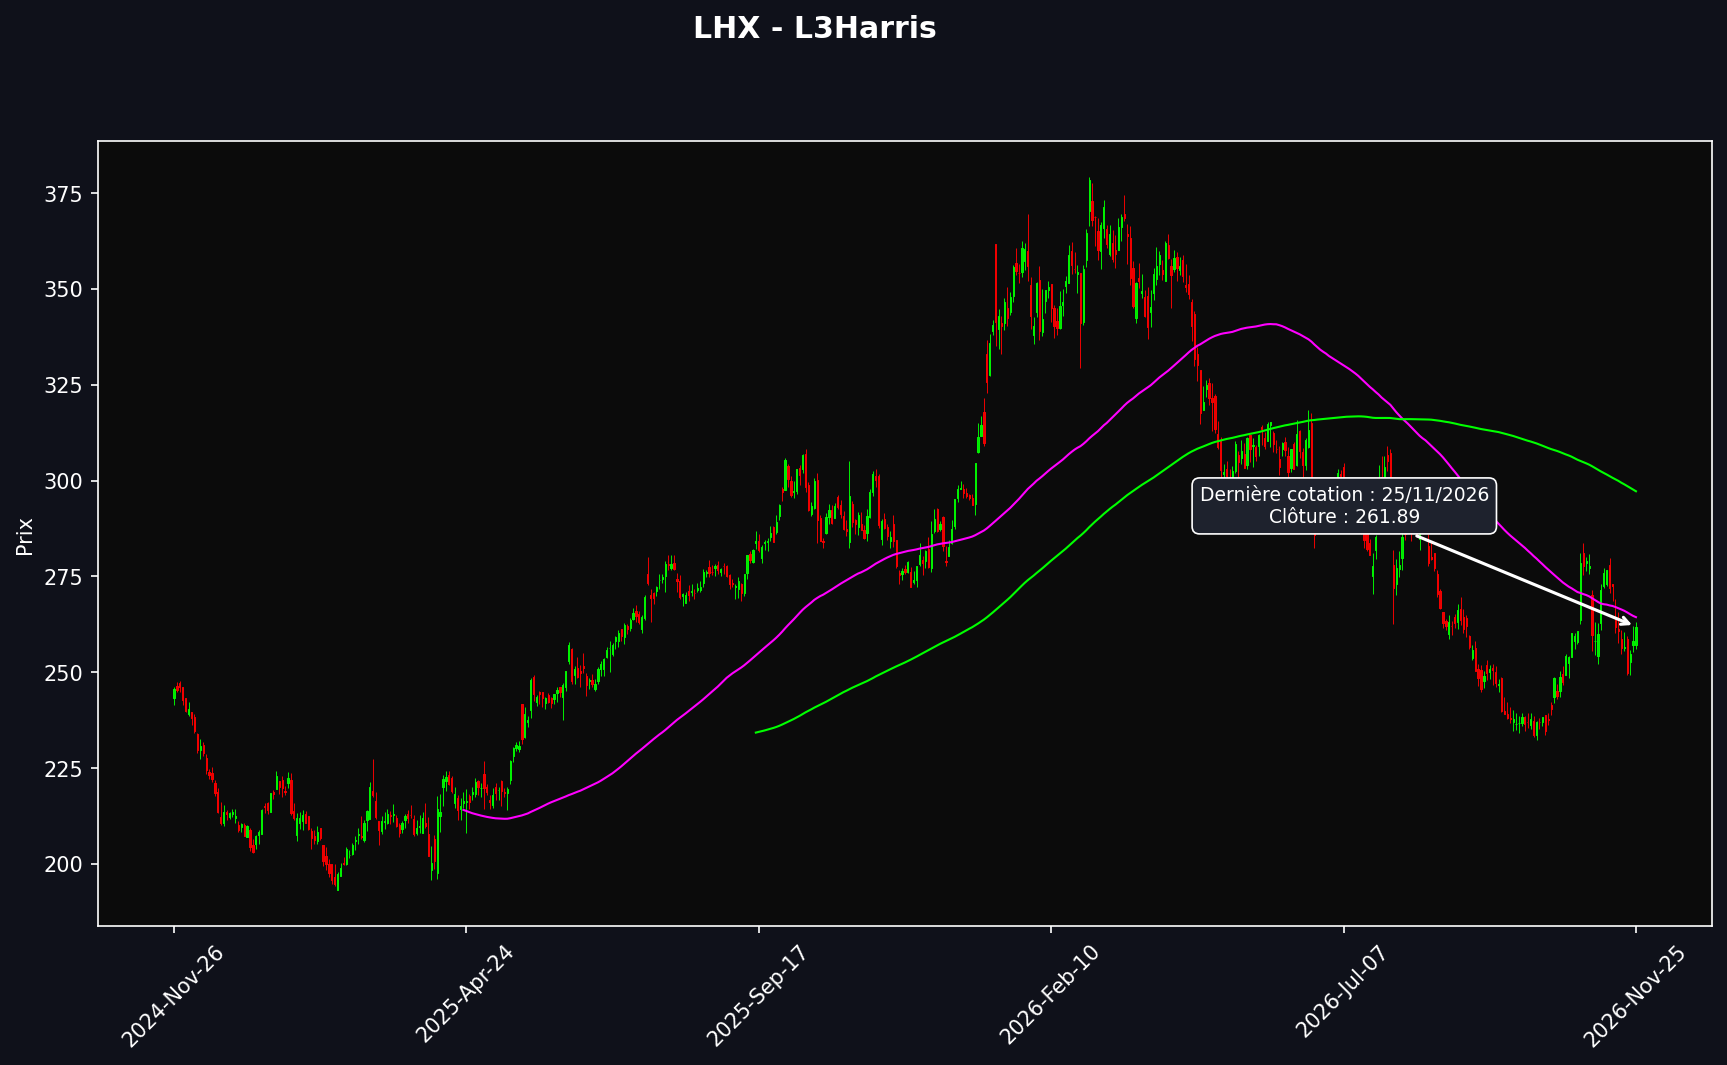 LHX - L3Harris
375
350
325
300
275
250
225
200
Prix
Dernière cotation : 25/11/2026
Clôture : 261.89
2024-Nov-26
2025-Apr-24
2025-Sep-17
2026-Feb-10
2026-Jul-07
2026-Nov-25